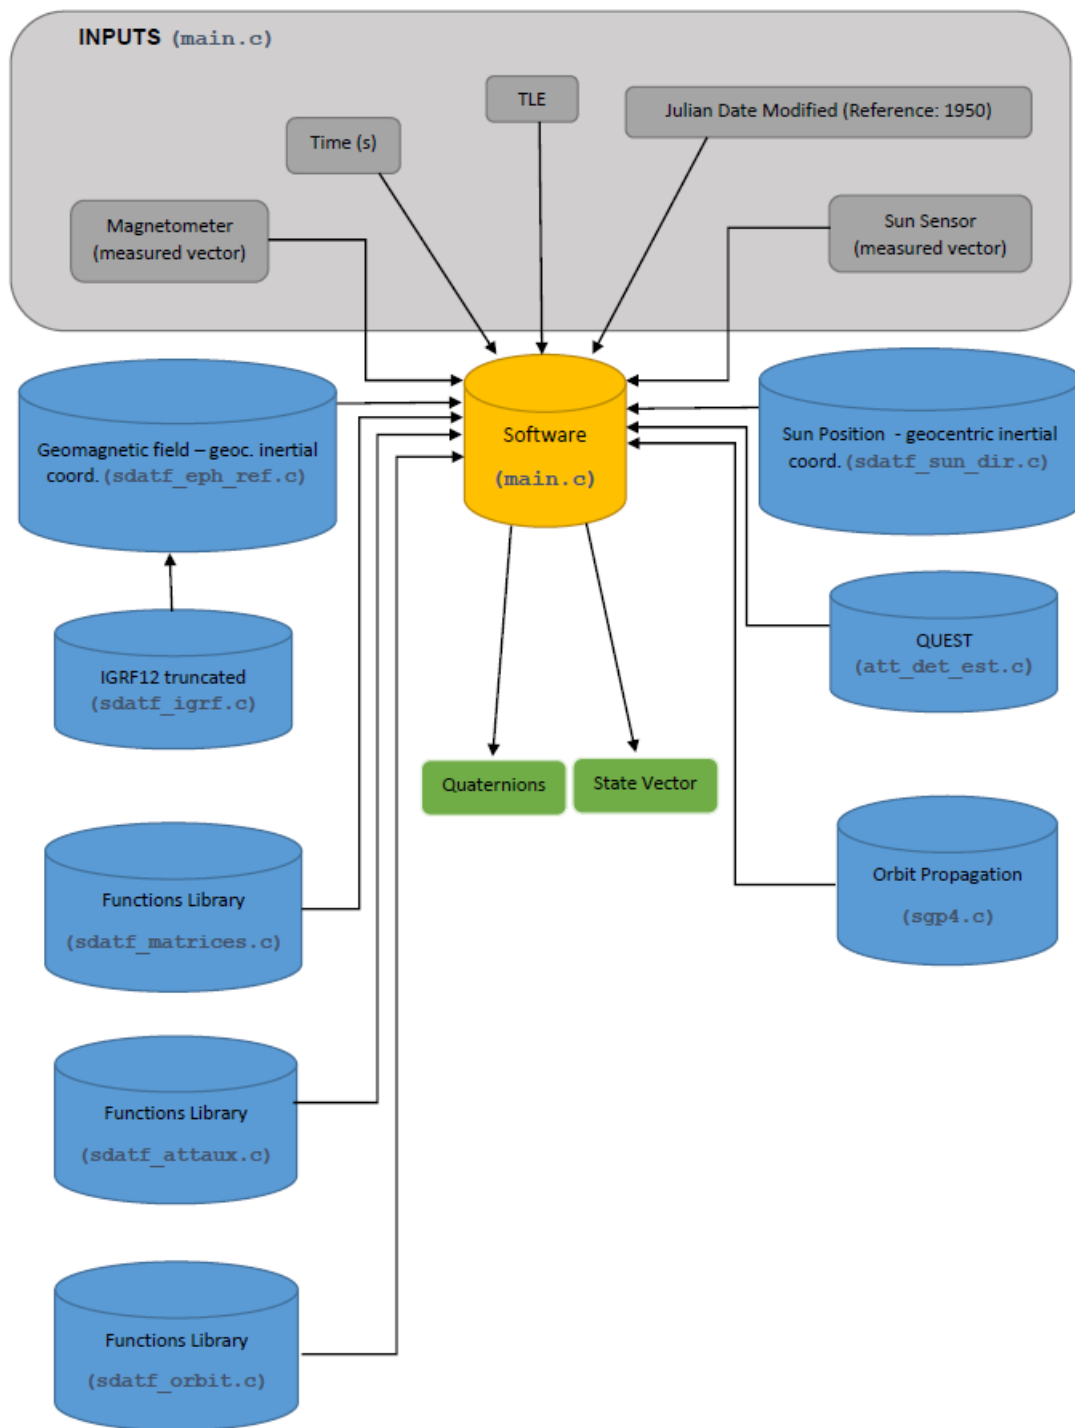 INPUTS (main.c)
TLE
Julian Date Modified (Reference: 1950)
Time (s)
Magnetometer
(measured vector)
Sun Sensor
(measured vector)
Geomagnetic field – geoc. inertial
coord. (sdatf_eph_ref.c)
Software
(main.c)
Sun Position - geocentric inertial
coord. (sdatf_sun_dir.c)
IGRF12 truncated
(sdatf_igrf.c)
QUEST
(att_det_est.c)
Quaternions
State Vector
Functions Library
(sdatf_matrices.c)
Orbit Propagation
(sgp4.c)
Functions Library
(sdatf_attaux.c)
Functions Library
(sdatf_orbit.c)